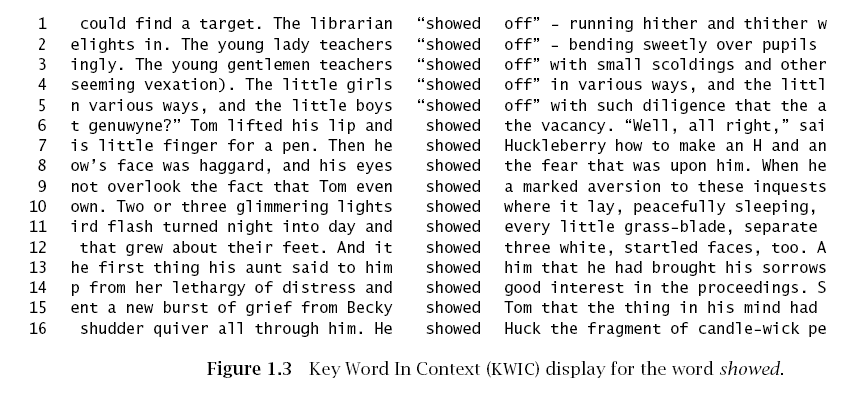 1 could find a target. The librarian “showed off” - running hither and thither w
2 elights in. The young lady teachers “showed off” - bending sweetly over pupils
3 ingly. The young gentlemen teachers “showed off” with small scoldings and other
4 seeming vexation). The little girls “showed off” in various ways, and the littl
5 n various ways, and the little boys “showed off” with such diligence that the a
6 t genuwyne?” Tom lifted his lip and showed the vacancy. “Well, all right,” sai
7 is little finger for a pen. Then he showed Huckleberry how to make an H and an
8 ow’s face was haggard, and his eyes showed the fear that was upon him. When he
9 not overlook the fact that Tom even showed a marked aversion to these inquests
10 own. Two or three glimmering lights showed where it lay, peacefully sleeping,
11 ird flash turned night into day and showed every little grass-blade, separate
12 that grew about their feet. And it showed three white, startled faces, too. A
13 he first thing his aunt said to him showed him that he had brought his sorrows
14 p from her lethargy of distress and showed good interest in the proceedings. S
15 ent a new burst of grief from Becky showed Tom that the thing in his mind had
16 shudder quiver all through him. He showed Huck the fragment of candle-wick pe
Figure 1.3 Key Word In Context (KWIC) display for the word showed.